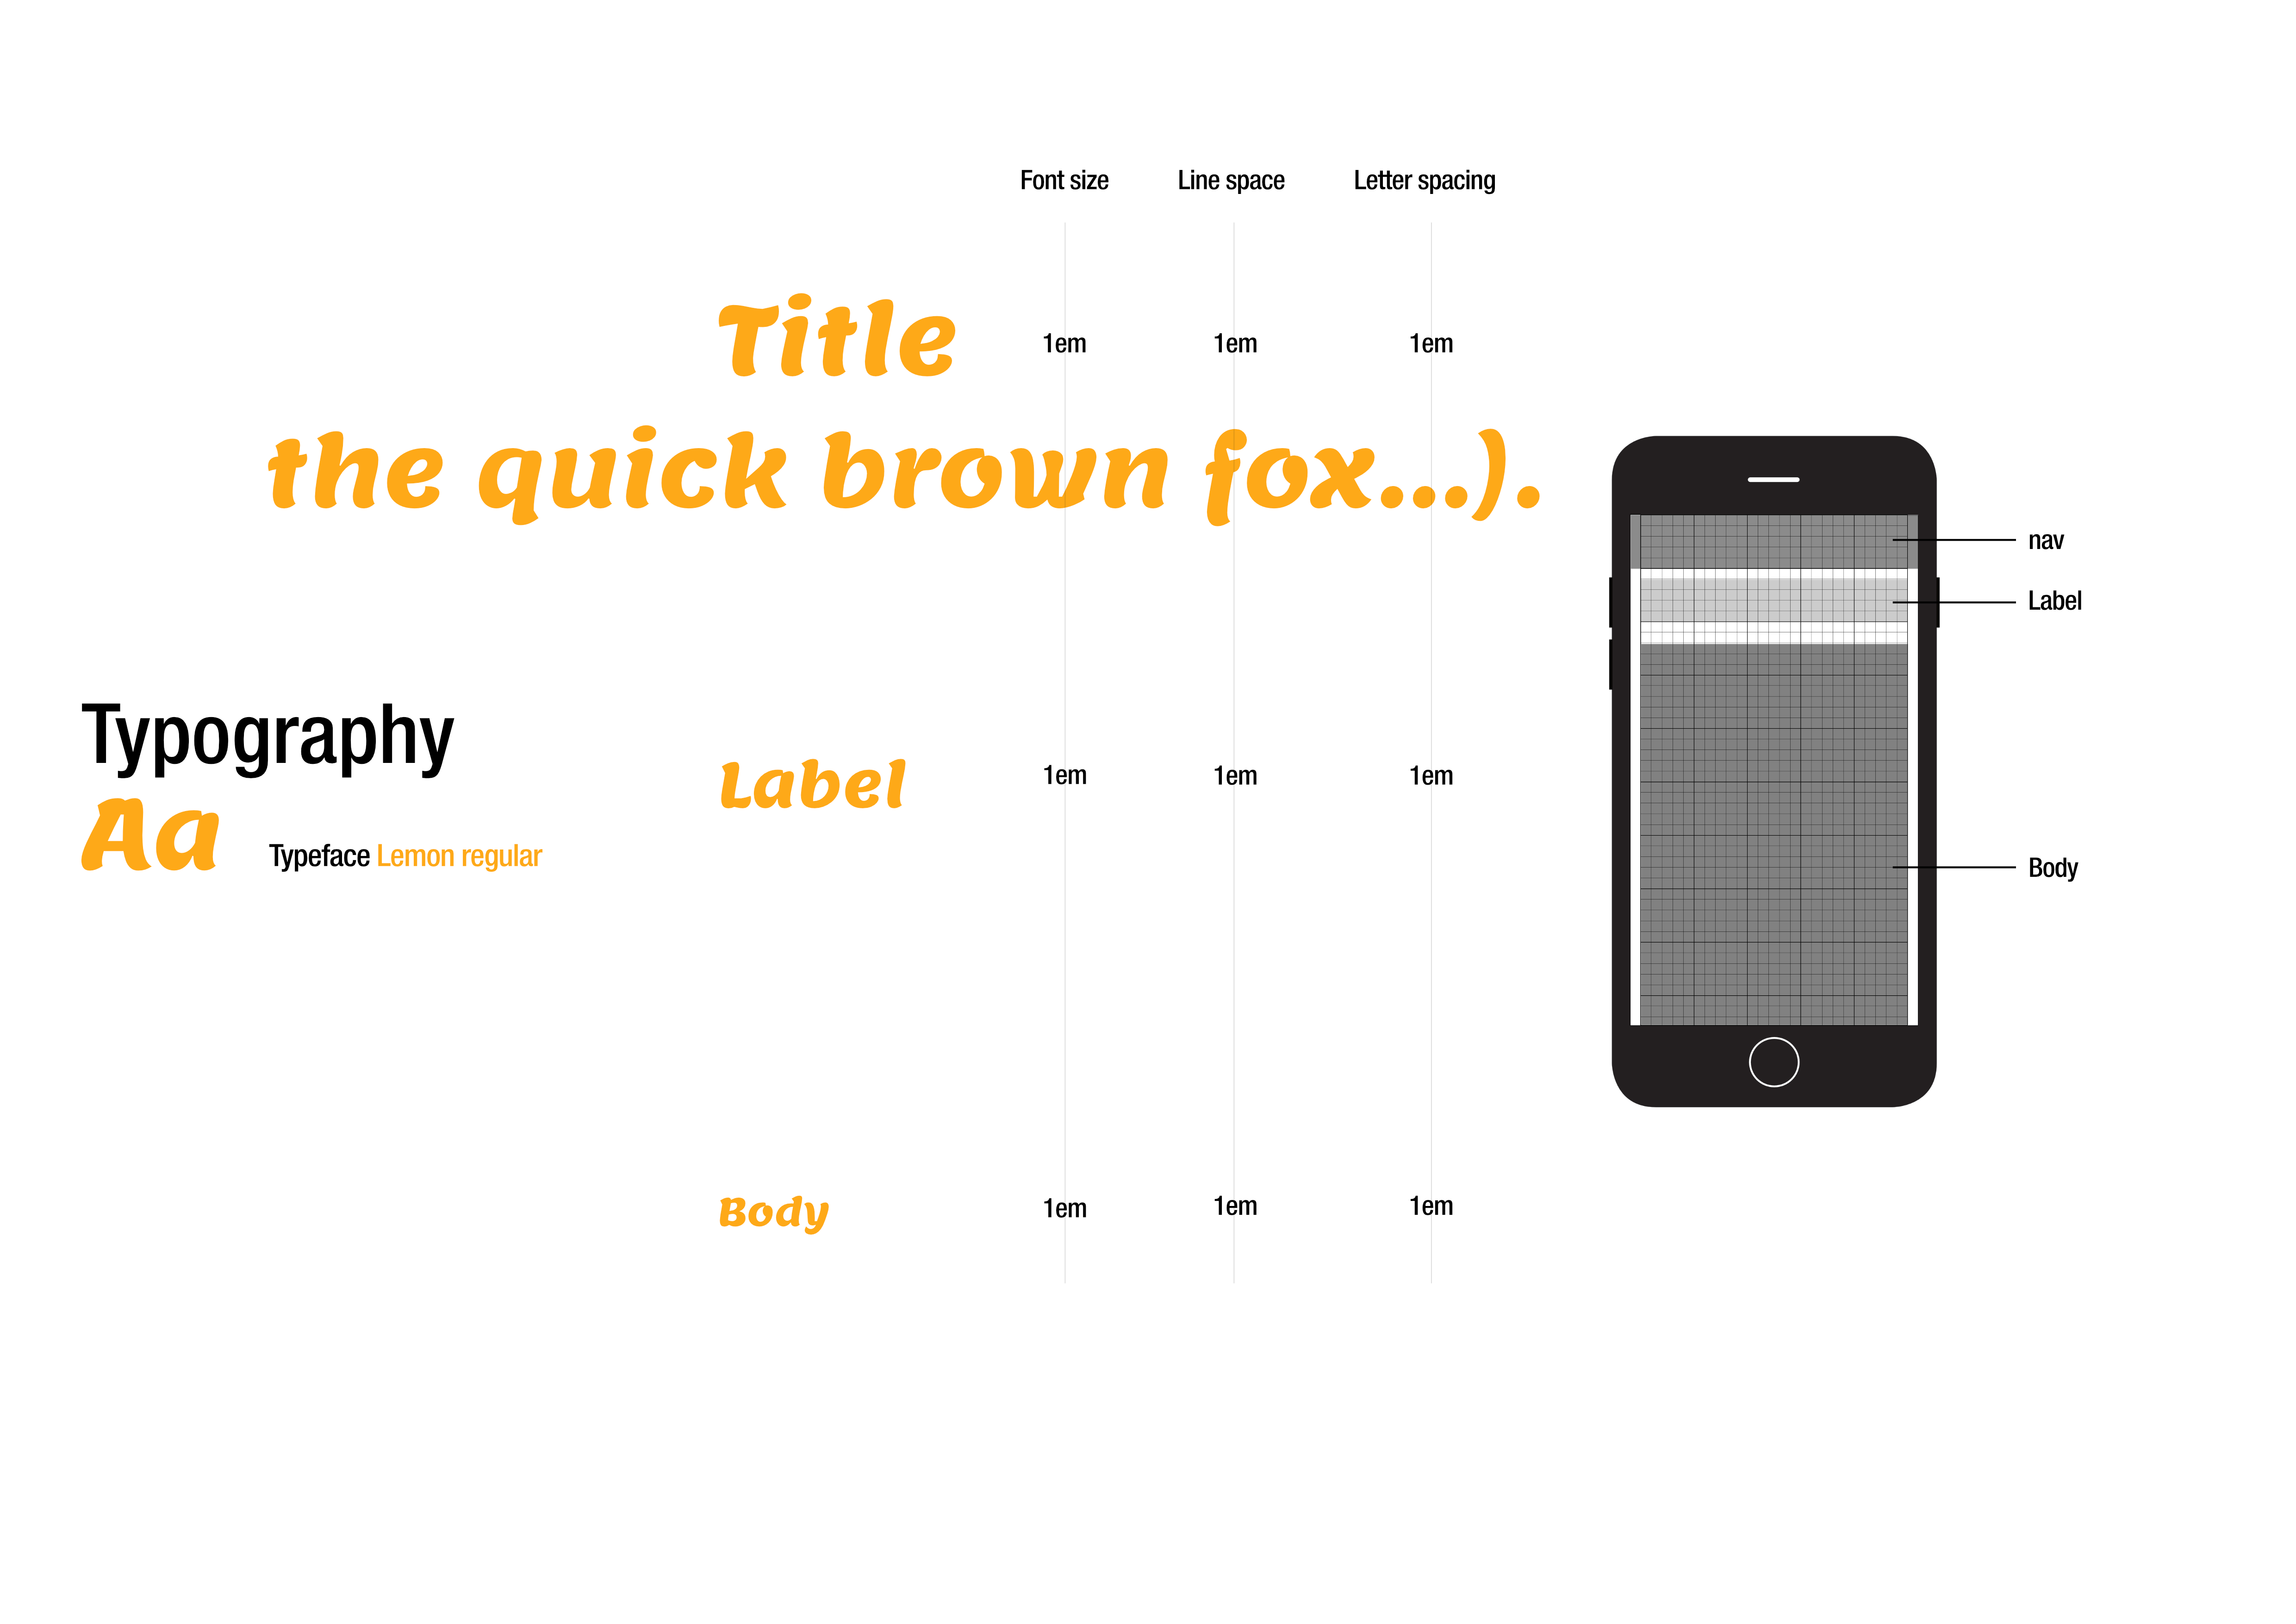 Font size Line space Letter spacing
Title 1em 1em 1em
the quick brown fox...).
nav
Label
Typography
Label 1em 1em 1em
Aa Typeface Lemon regular
Body
Body 1em 1em 1em